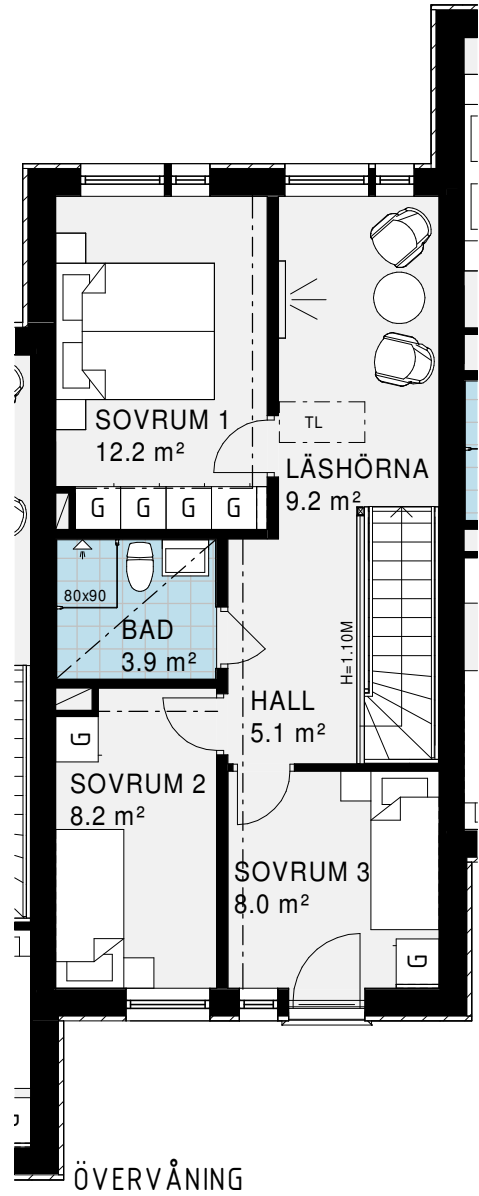 SOVRUM 1
12.2 m²
TL
LÄSHÖRNA
9.2 m²
G G G G
80x90
BAD
3.9 m²
H=1.10M
HALL
5.1 m²
G
SOVRUM 2
8.2 m²
SOVRUM 3
8.0 m²
G
ÖVERVÅNING